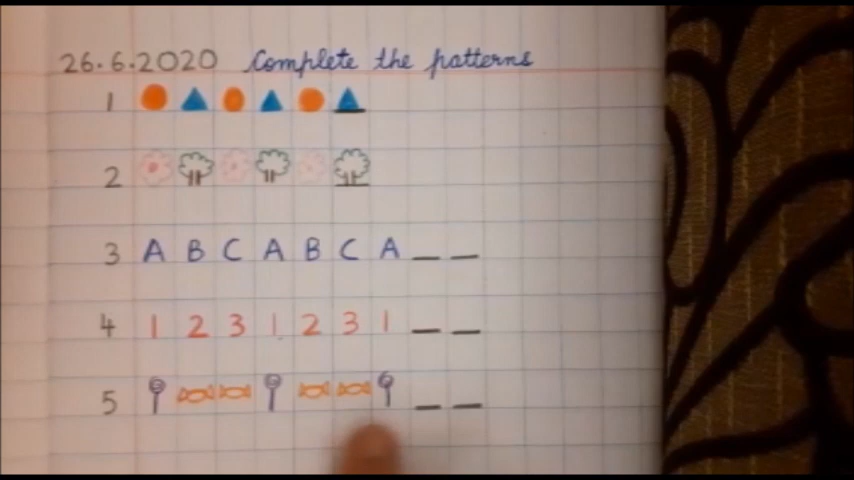 26.6.2020 Complete the patterns
1
2
3 A B C A B C A _ _
4 1 2 3 1 2 3 1 _ _
5 _ _